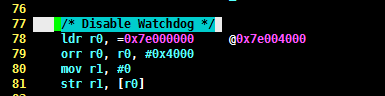 76
77 /* Disable Watchdog */
78 ldr r0, =0x7e000000 @0x7e004000
79 orr r0, r0, #0x4000
80 mov r1, #0
81 str r1, [r0]